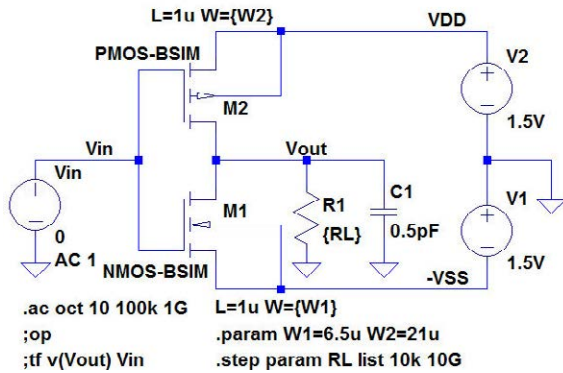 L=1u W={W2}
VDD
PMOS-BSIM
V2
M2
1.5V
Vin
Vout
Vin
M1
R1
C1
V1
{RL}
0.5pF
0
AC 1
NMOS-BSIM
-VSS
1.5V
.ac oct 10 100k 1G
L=1u W={W1}
;op
.param W1=6.5u W2=21u
;tf v(Vout) Vin
.step param RL list 10k 10G